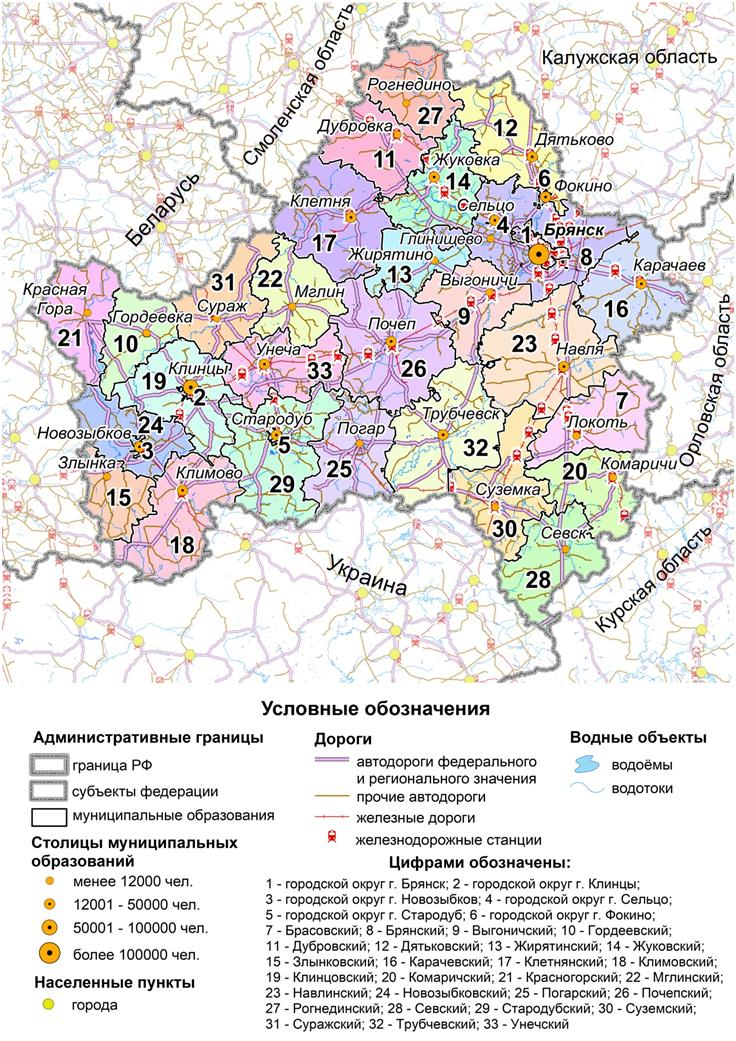 Калужская область
Смоленская область
Рогнедино
27
12
Дубровка
11
Дятьково
Жуковка
14
6
Фокино
Беларусь
Клетня
17
Сельцо
4
1
Брянск
Глинищево
Жирятино
13
8
Карачаев
16
Выгоничи
9
31
22
Мглин
Сураж
Красная
Гора
21
Гордеевка
10
Почеп
26
23
Навля
Орловская область
Унеча
33
Клинцы
19
2
7
Локоть
Стародуб
5
29
Погар
25
Трубчевск
32
24
Новозыбков
3
Злынка
15
Климово
18
20
Комаричи
Суземка
30
Севск
28
Украина
Курская область
Условные обозначения
Административные границы
граница РФ
субъекты федерации
муниципальные образования
Столицы муниципальных
образований
менее 12000 чел.
12001 - 50000 чел.
50001 - 100000 чел.
более 100000 чел.
Населенные пункты
города
Дороги
автодороги федерального
и регионального значения
прочие автодороги
железные дороги
железнодорожные станции
Водные объекты
водоёмы
водотоки
Цифрами обозначены:
1 - городской округ г. Брянск; 2 - городской округ г. Клинцы;
3 - городской округ г. Новозыбков; 4 - городской округ г. Сельцо;
5 - городской округ г. Стародуб; 6 - городской округ г. Фокино;
7 - Брасовский; 8 - Брянский; 9 - Выгоничский; 10 - Гордеевский;
11 - Дубровский; 12 - Дятьковский; 13 - Жирятинский; 14 - Жуковский;
15 - Злынковский; 16 - Карачевский; 17 - Клетнянский; 18 - Климовский;
19 - Клинцовский; 20 - Комаричский; 21 - Красногорский; 22 - Мглинский;
23 - Навлинский; 24 - Новозыбковский; 25 - Погарский; 26 - Почепский;
27 - Рогнединский; 28 - Севский; 29 - Стародубский; 30 - Суземский;
31 - Суражский; 32 - Трубчевский; 33 - Унечский